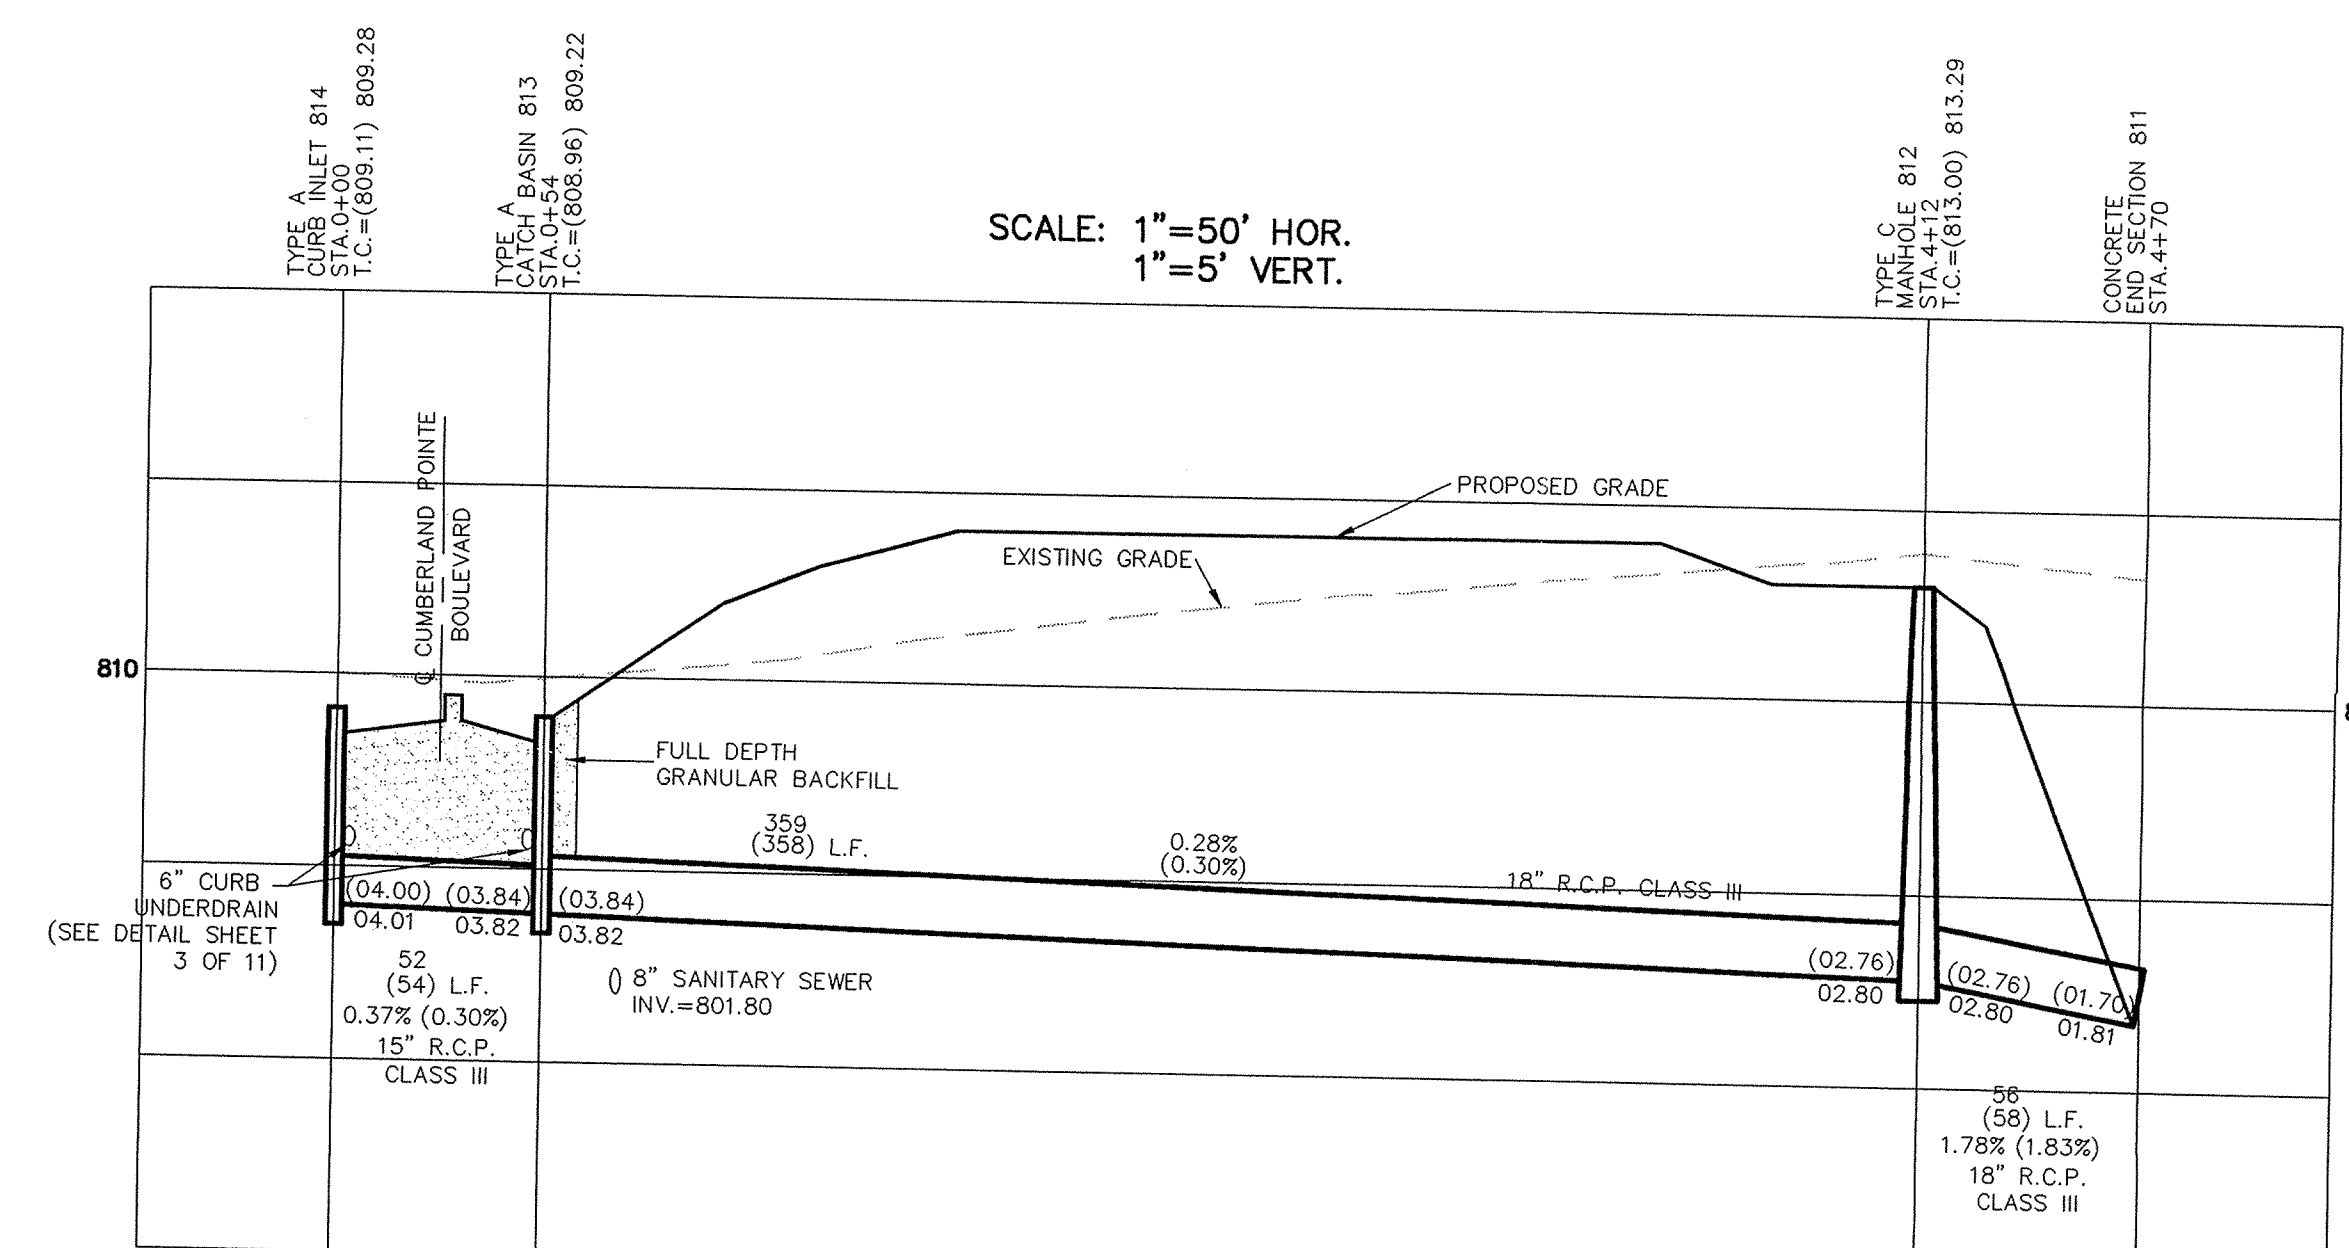 TYPE A
CURB INLET 814
STA.0+00
T.C.=(809.11) 809.28
TYPE A
CATCH BASIN 813
STA.0+54
T.C.=(808.96) 809.22
SCALE: 1"=50' HOR.
1"=5' VERT.
TYPE C
MANHOLE 812
STA.4+12
T.C.=(813.00) 813.29
CONCRETE
END SECTION 811
STA.4+70
℄ CUMBERLAND POINTE
BOULEVARD
PROPOSED GRADE
EXISTING GRADE
810
FULL DEPTH
GRANULAR BACKFILL
359
(358) L.F.
0.28%
(0.30%)
18" R.C.P. CLASS III
6" CURB
UNDERDRAIN
(SEE DETAIL SHEET
3 OF 11)
(04.00) (03.84) (03.84)
04.01 03.82 03.82
52
(54) L.F.
0.37% (0.30%)
15" R.C.P.
CLASS III
8" SANITARY SEWER
INV.=801.80
(02.76)
02.80
(02.76) (01.70)
02.80 01.81
56
(58) L.F.
1.78% (1.83%)
18" R.C.P.
CLASS III